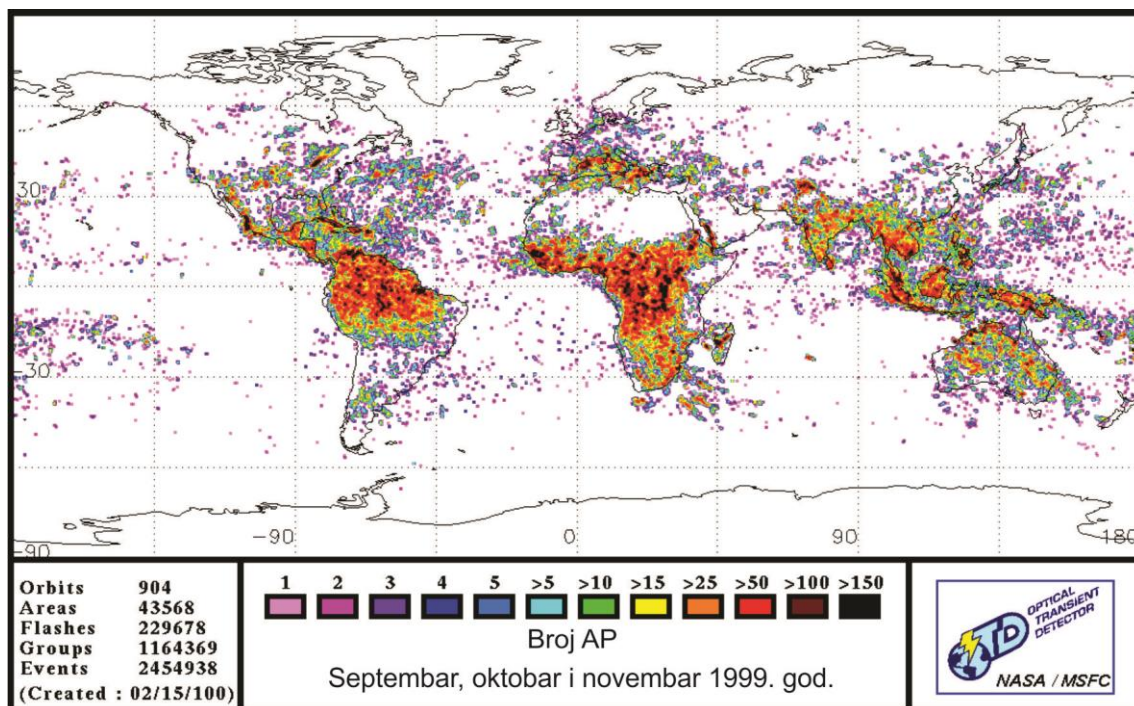 30
-30
-90
-90
0
90
180
Orbits 904
Areas 43568
Flashes 229678
Groups 1164369
Events 2454938
(Created : 02/15/100)
1 2 3 4 5 >5 >10 >15 >25 >50 >100 >150
Broj AP
Septembar, oktobar i novembar 1999. god.
OTD
OPTICAL
TRANSIENT
DETECTOR
NASA / MSFC